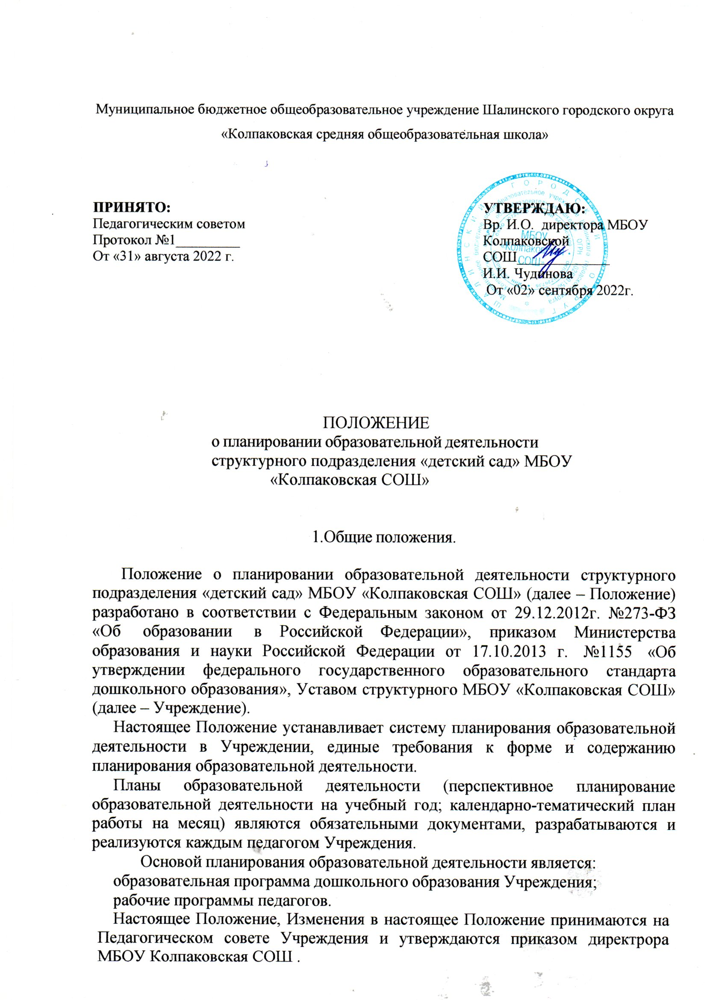 Муниципальное бюджетное общеобразовательное учреждение Шалинского городского округа
«Колпаковская средняя общеобразовательная школа»
ПРИНЯТО:
Педагогическим советом
Протокол №1_________
От «31» августа 2022 г.
УТВЕРЖДАЮ:
Вр. И.О. директора МБОУ
Колпаковской
СОШ_____________
И.И. Чудинова
От «02» сентября 2022г.
ШАЛИНСКИЙ ГОРОДСКОЙ ОКРУГ
МБОУ
«Колпаковская
СОШ»
ПОЛОЖЕНИЕ
о планировании образовательной деятельности
структурного подразделения «детский сад» МБОУ
«Колпаковская СОШ»
1.Общие положения.
Положение о планировании образовательной деятельности структурного
подразделения «детский сад» МБОУ «Колпаковская СОШ» (далее – Положение)
разработано в соответствии с Федеральным законом от 29.12.2012г. №273-ФЗ
«Об образовании в Российской Федерации», приказом Министерства
образования и науки Российской Федерации от 17.10.2013 г. №1155 «Об
утверждении федерального государственного образовательного стандарта
дошкольного образования», Уставом структурного МБОУ «Колпаковская СОШ»
(далее – Учреждение).
Настоящее Положение устанавливает систему планирования образовательной
деятельности в Учреждении, единые требования к форме и содержанию
планирования образовательной деятельности.
Планы образовательной деятельности (перспективное планирование
образовательной деятельности на учебный год; календарно-тематический план
работы на месяц) являются обязательными документами, разрабатываются и
реализуются каждым педагогом Учреждения.
Основой планирования образовательной деятельности является:
образовательная программа дошкольного образования Учреждения;
рабочие программы педагогов.
Настоящее Положение, Изменения в настоящее Положение принимаются на
Педагогическом совете Учреждения и утверждаются приказом директрора
МБОУ Колпаковская СОШ .